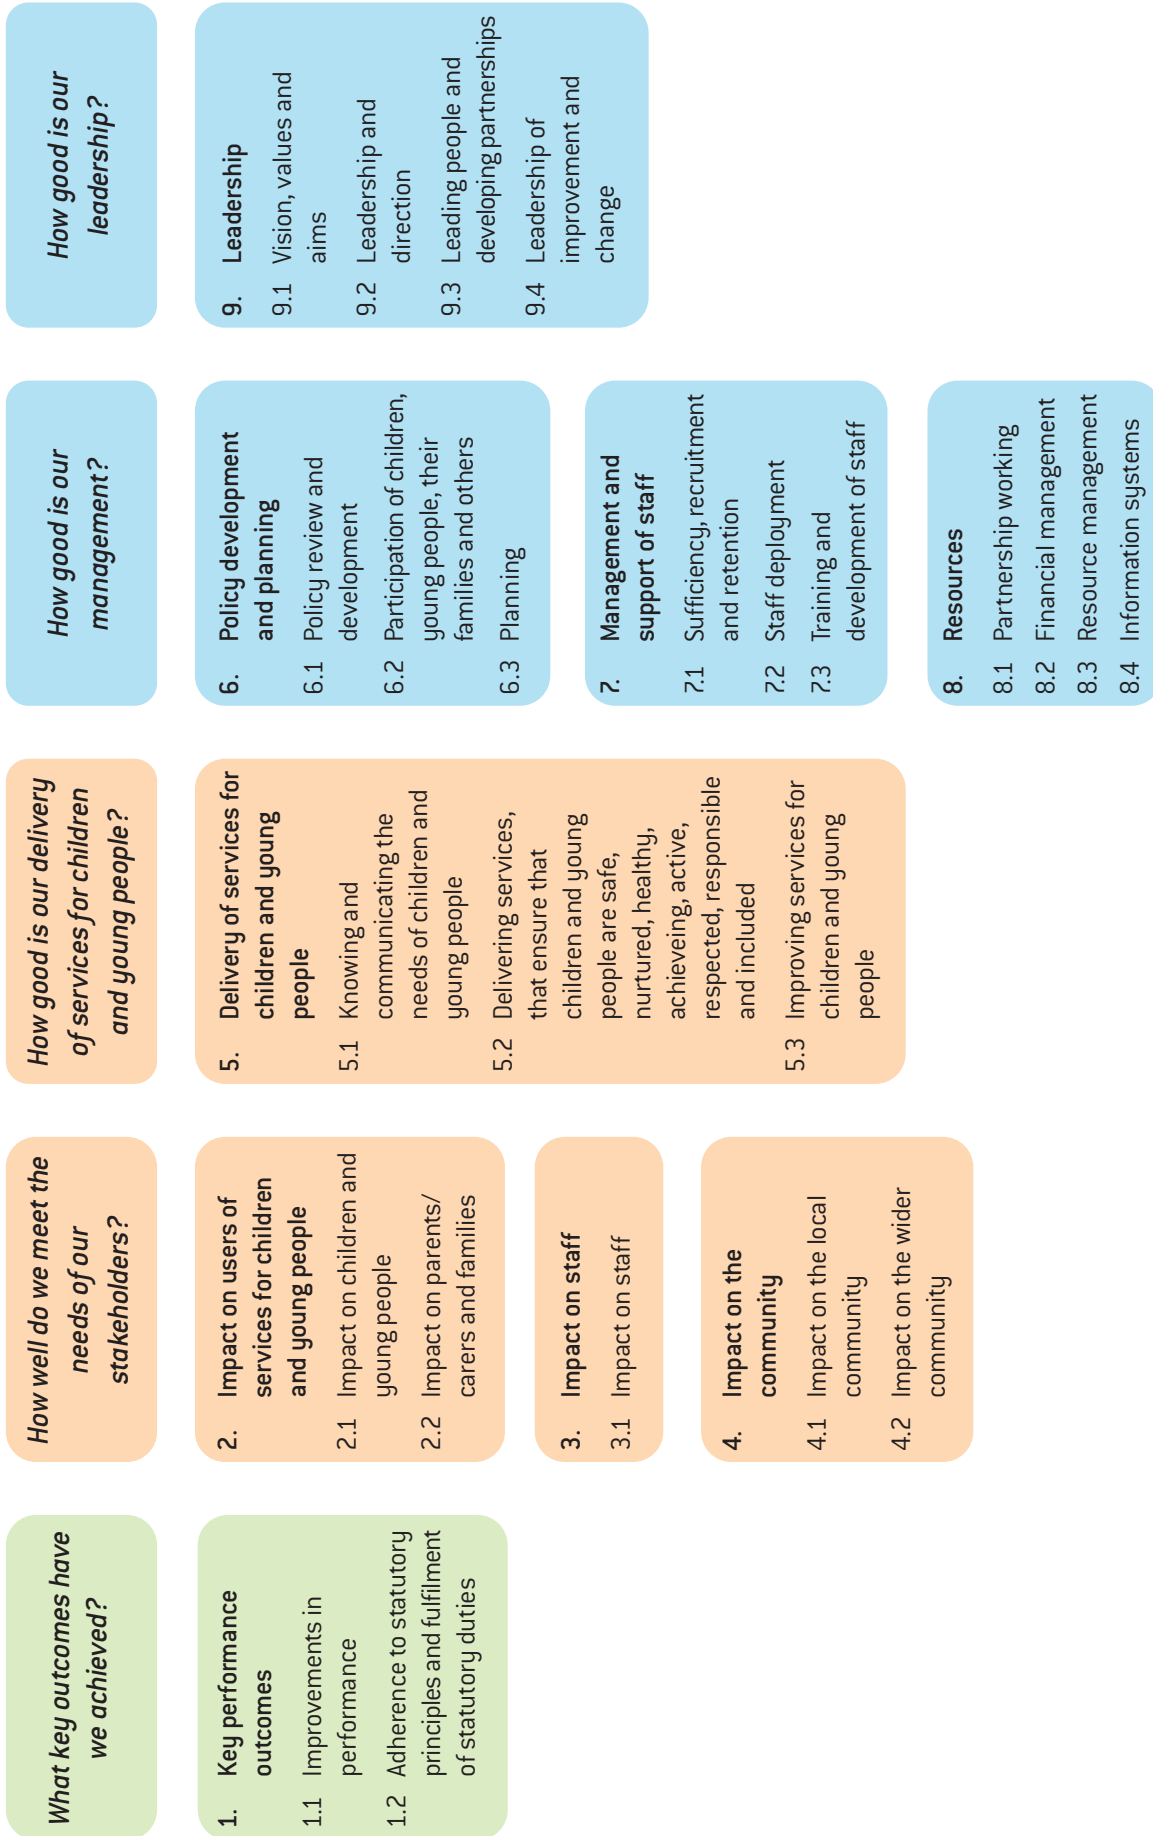 What key outcomes have
we achieved?
1. Key performance
outcomes
1.1 Improvements in
performance
1.2 Adherence to statutory
principles and fulfilment
of statutory duties
How well do we meet the
needs of our
stakeholders?
2. Impact on users of
services for children
and young people
2.1 Impact on children and
young people
2.2 Impact on parents/
carers and families
3. Impact on staff
3.1 Impact on staff
4. Impact on the
community
4.1 Impact on the local
community
4.2 Impact on the wider
community
How good is our delivery
of services for children
and young people?
5. Delivery of services for
children and young
people
5.1 Knowing and
communicating the
needs of children and
young people
5.2 Delivering services,
that ensure that
children and young
people are safe,
nurtured, healthy,
achieveing, active,
respected, responsible
and included
5.3 Improving services for
children and young
people
How good is our
management?
6. Policy development
and planning
6.1 Policy review and
development
6.2 Participation of children,
young people, their
families and others
6.3 Planning
7. Management and
support of staff
7.1 Sufficiency, recruitment
and retention
7.2 Staff deployment
7.3 Training and
development of staff
8. Resources
8.1 Partnership working
8.2 Financial management
8.3 Resource management
8.4 Information systems
How good is our
leadership?
9. Leadership
9.1 Vision, values and
aims
9.2 Leadership and
direction
9.3 Leading people and
developing partnerships
9.4 Leadership of
improvement and
change